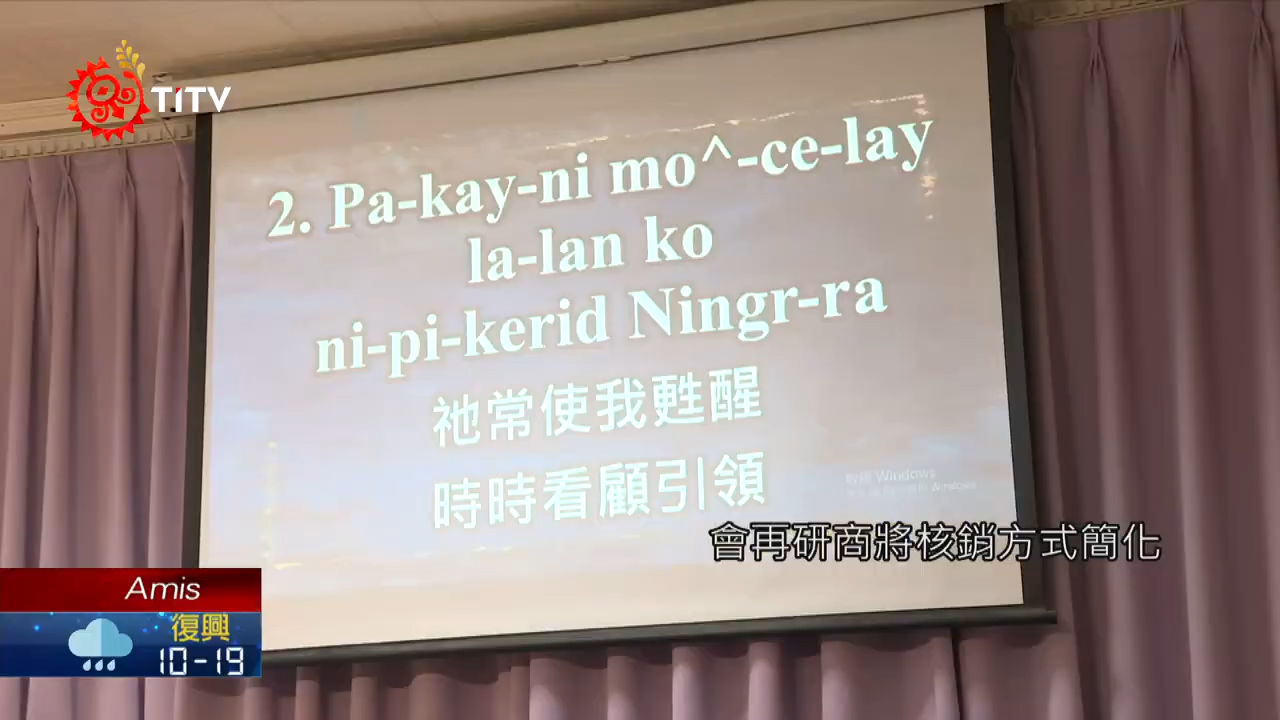 TITV
2. Pa-kay-ni mo^-ce-lay
la-lan ko
ni-pi-kerid Ningr-ra
祂常使我甦醒
時時看顧引領
Windows
會再研商將核銷方式簡化
Amis
復興
10-19